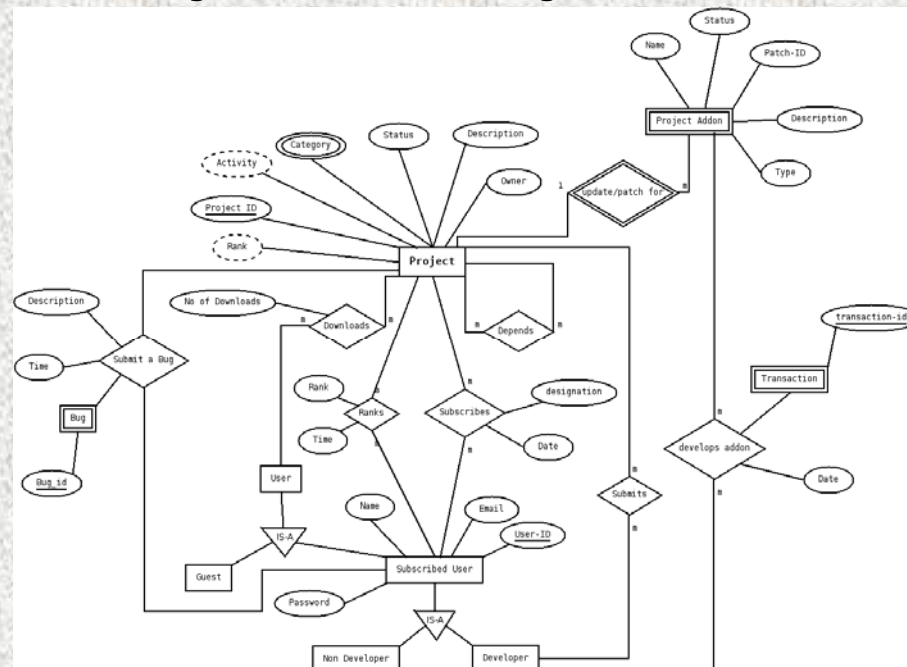 Status
Name
Patch-ID
Project Addon
Description
Type
Status
Description
Category
Activity
Owner
update/patch for
1
m
Project ID
Rank
Project
Description
No of Downloads
m
Downloads
m
m
Depends
m
transaction-id
Submit a Bug
Time
Transaction
Rank
m
Ranks
m
Subscribes
designation
m
Bug
Time
m
m
Date
develops addon
m
User
Bug_id
Name
Email
m
Submits
m
Date
User-ID
IS-A
Subscribed User
Guest
Password
IS-A
Non Developer
Developer